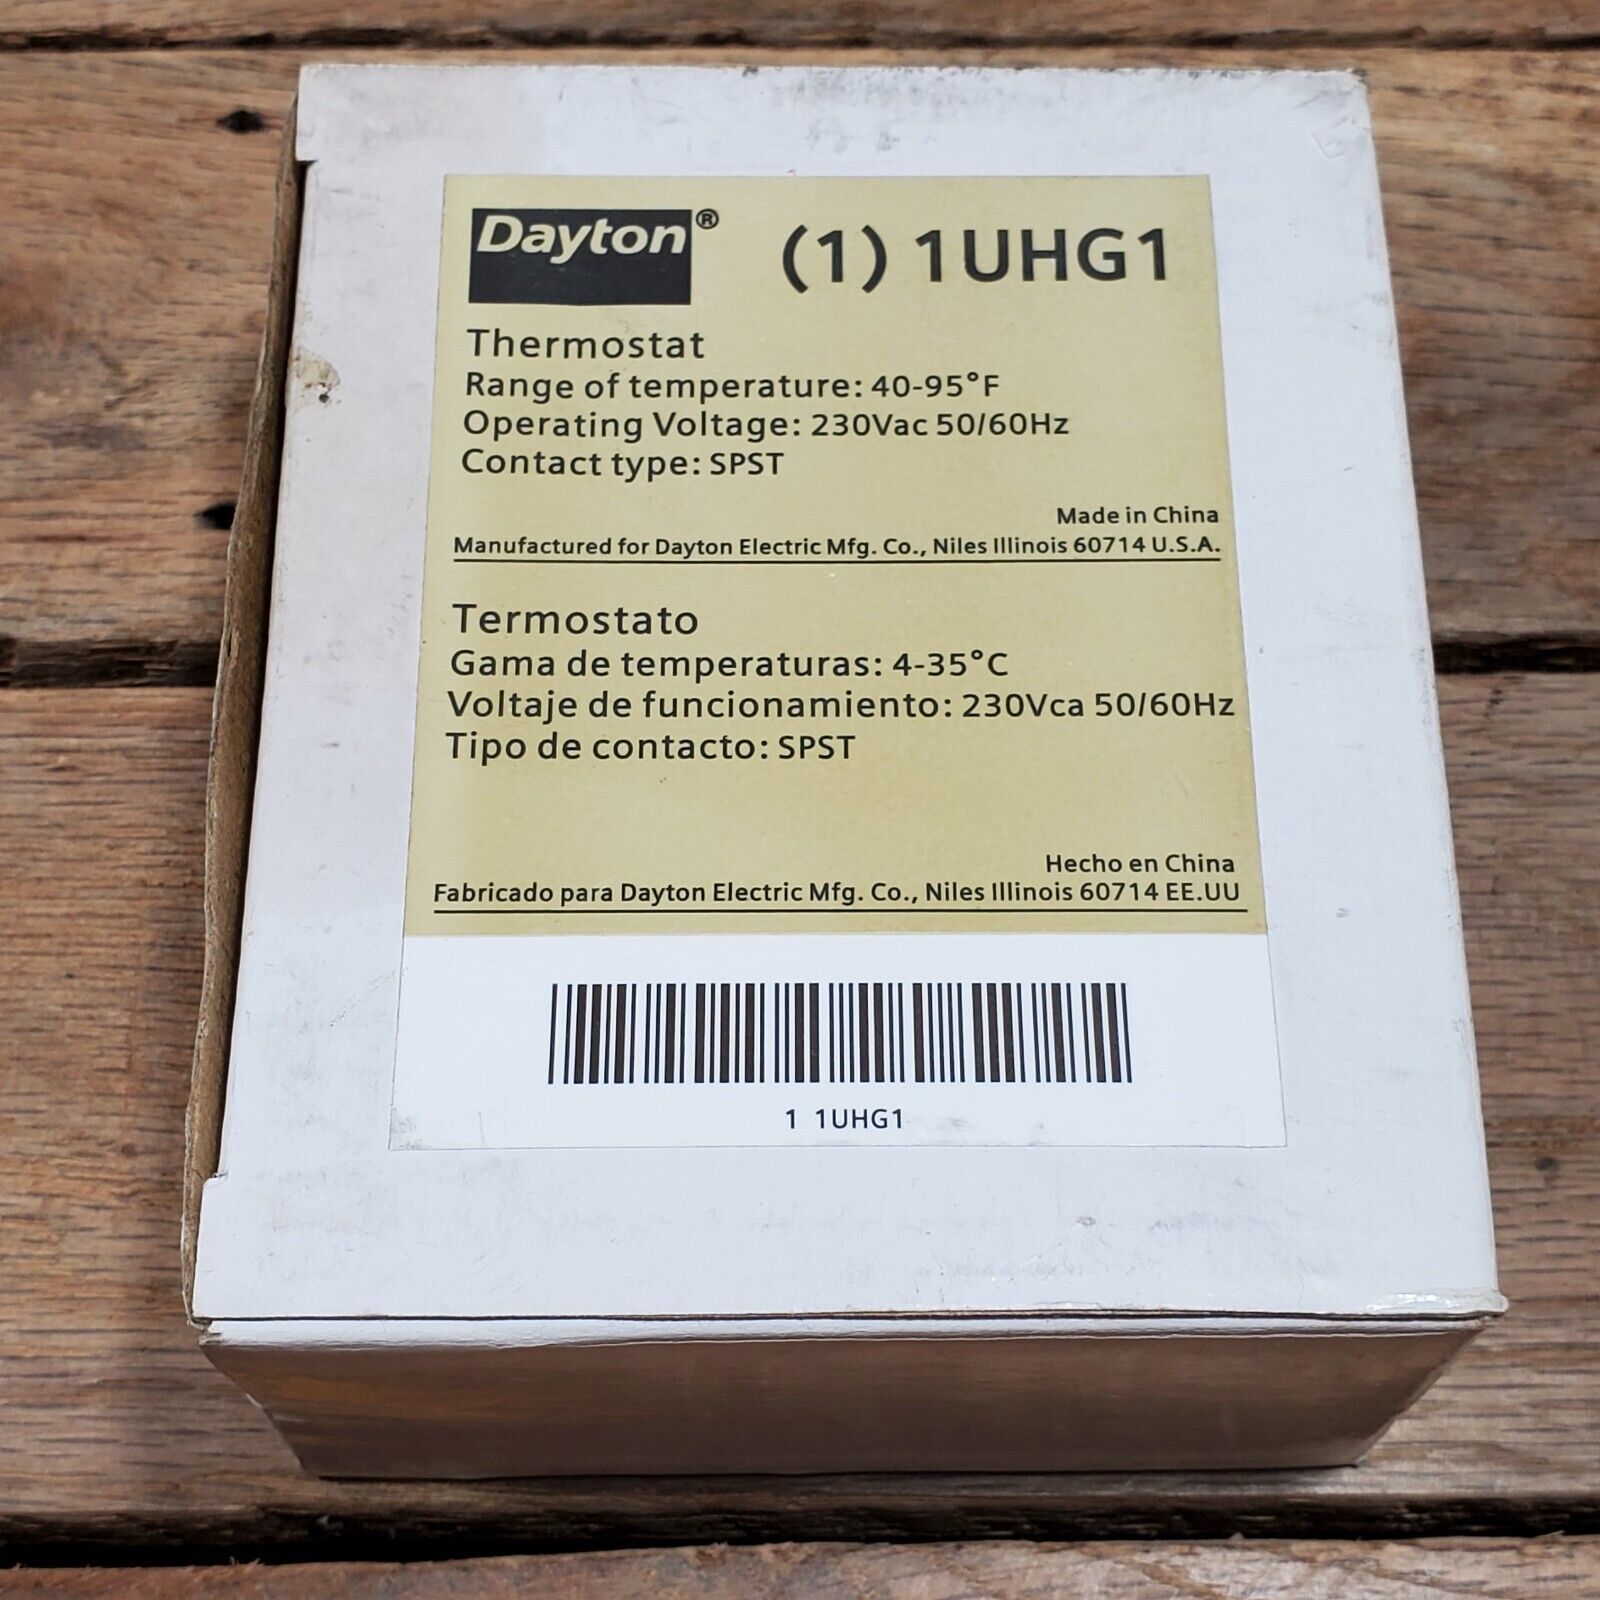 Dayton® (1) 1UHG1
Thermostat
Range of temperature: 40-95°F
Operating Voltage: 230Vac 50/60Hz
Contact type: SPST
Made in China
Manufactured for Dayton Electric Mfg. Co., Niles Illinois 60714 U.S.A.
Termostato
Gama de temperaturas: 4-35°C
Voltaje de funcionamiento: 230Vca 50/60Hz
Tipo de contacto: SPST
Hecho en China
Fabricado para Dayton Electric Mfg. Co., Niles Illinois 60714 EE.UU
1 1UHG1